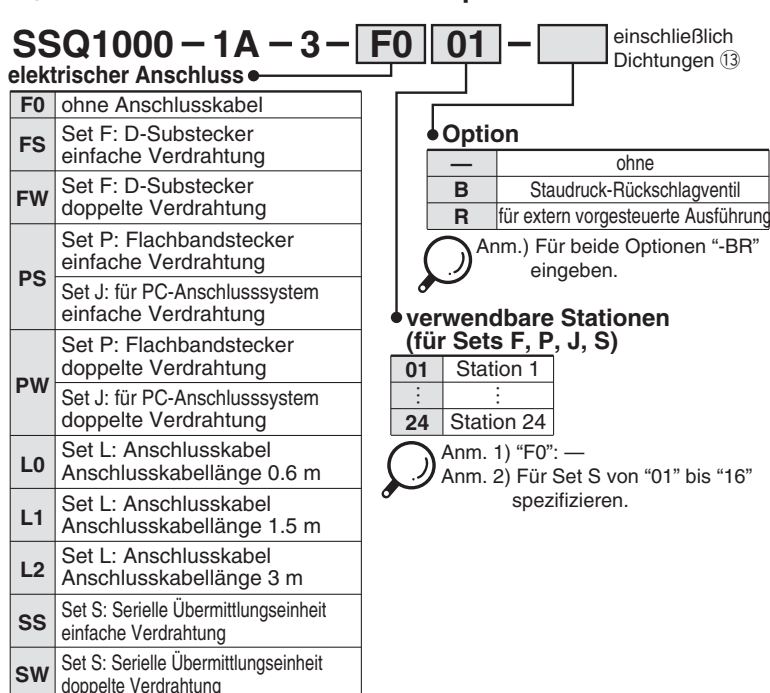 SSQ1000 – 1A – 3 – F0 01 –
einschließlich
Dichtungen ⑬
elektrischer Anschluss
F0 ohne Anschlusskabel
FS Set F: D-Substecker
einfache Verdrahtung
FW Set F: D-Substecker
doppelte Verdrahtung
PS Set P: Flachbandstecker
einfache Verdrahtung
Set J: für PC-Anschlusssystem
einfache Verdrahtung
PW Set P: Flachbandstecker
doppelte Verdrahtung
Set J: für PC-Anschlusssystem
doppelte Verdrahtung
L0 Set L: Anschlusskabel
Anschlusskabellänge 0.6 m
L1 Set L: Anschlusskabel
Anschlusskabellänge 1.5 m
L2 Set L: Anschlusskabel
Anschlusskabellänge 3 m
SS Set S: Serielle Übermittlungseinheit
einfache Verdrahtung
SW Set S: Serielle Übermittlungseinheit
doppelte Verdrahtung
Option
— ohne
B Staudruck-Rückschlagventil
R für extern vorgesteuerte Ausführung
Anm.) Für beide Optionen “-BR”
eingeben.
verwendbare Stationen
(für Sets F, P, J, S)
01 Station 1
⋮ ⋮
24 Station 24
Anm. 1) “F0”: —
Anm. 2) Für Set S von “01” bis “16”
spezifizieren.